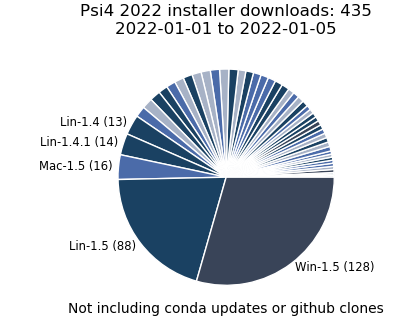 Psi4 2022 installer downloads: 435
2022-01-01 to 2022-01-05
Lin-1.4 (13)
Lin-1.4.1 (14)
Mac-1.5 (16)
Lin-1.5 (88)
Win-1.5 (128)
Not including conda updates or github clones